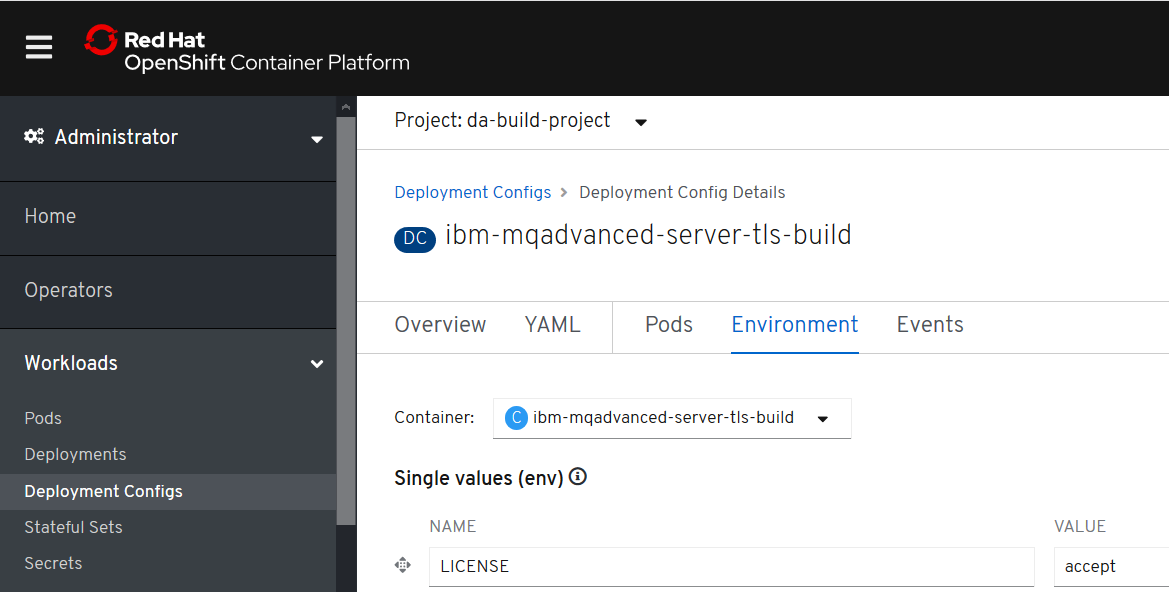 Red Hat
OpenShift Container Platform
Administrator
Home
Operators
Workloads
Pods
Deployments
Deployment Configs
Stateful Sets
Secrets
Project: da-build-project
Deployment Configs > Deployment Config Details
DC ibm-mqadvanced-server-tls-build
Overview YAML Pods Environment Events
Container: C ibm-mqadvanced-server-tls-build
Single values (env)
NAME VALUE
LICENSE accept